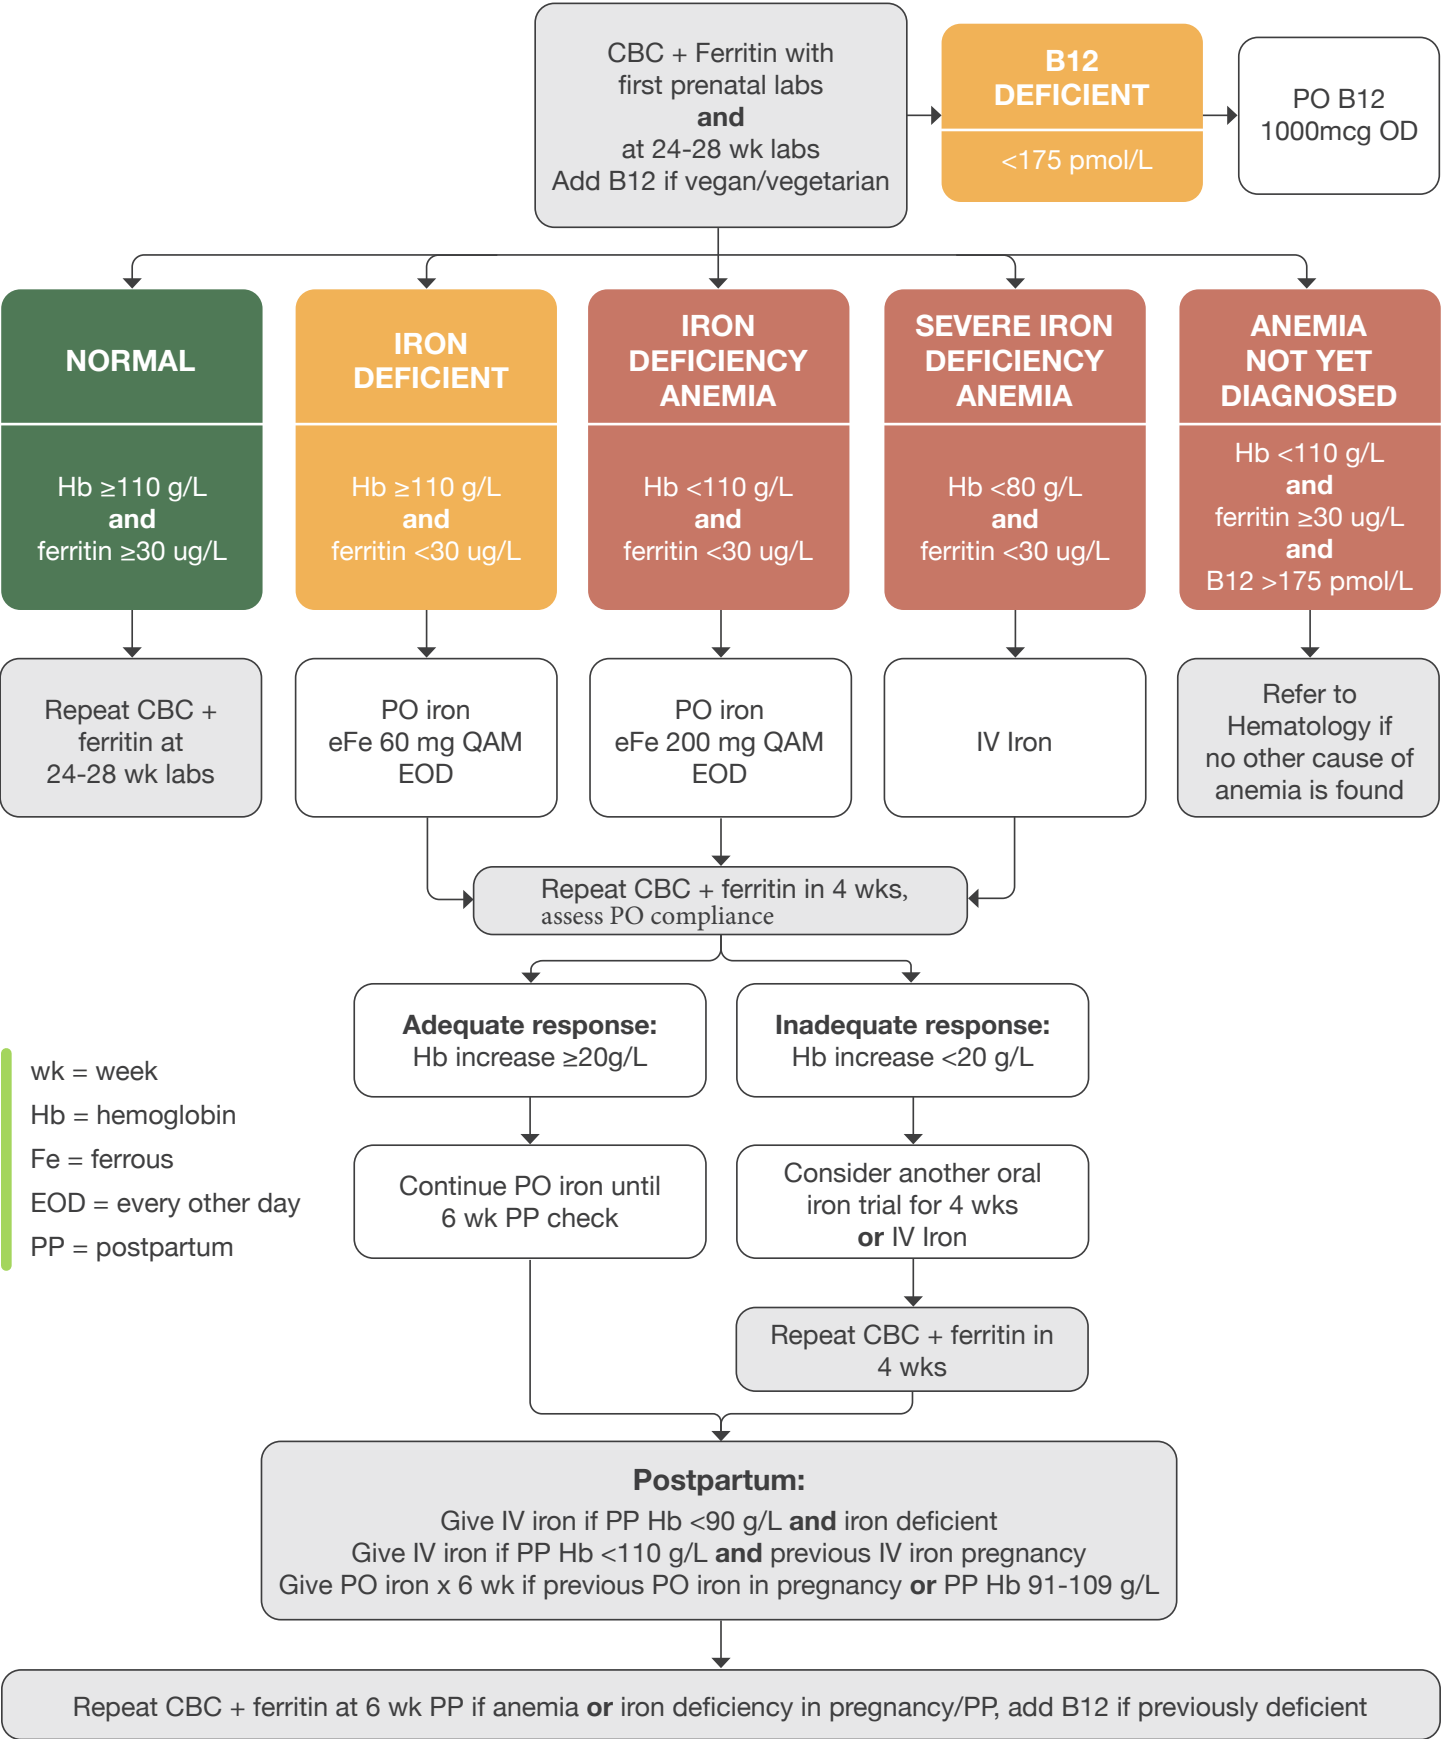 CBC + Ferritin with
first prenatal labs
and
at 24-28 wk labs
Add B12 if vegan/vegetarian
B12
DEFICIENT
<175 pmol/L
PO B12
1000mcg OD
NORMAL
Hb ≥110 g/L
and
ferritin ≥30 ug/L
IRON
DEFICIENT
Hb ≥110 g/L
and
ferritin <30 ug/L
IRON
DEFICIENCY
ANEMIA
Hb <110 g/L
and
ferritin <30 ug/L
SEVERE IRON
DEFICIENCY
ANEMIA
Hb <80 g/L
and
ferritin <30 ug/L
ANEMIA
NOT YET
DIAGNOSED
Hb <110 g/L
and
ferritin ≥30 ug/L
and
B12 >175 pmol/L
Repeat CBC +
ferritin at
24-28 wk labs
PO iron
eFe 60 mg QAM
EOD
PO iron
eFe 200 mg QAM
EOD
IV Iron
Refer to
Hematology if
no other cause of
anemia is found
Repeat CBC + ferritin in 4 wks,
assess PO compliance
Adequate response:
Hb increase ≥20g/L
Inadequate response:
Hb increase <20 g/L
Continue PO iron until
6 wk PP check
Consider another oral
iron trial for 4 wks
or IV Iron
Repeat CBC + ferritin in
4 wks
wk = week
Hb = hemoglobin
Fe = ferrous
EOD = every other day
PP = postpartum
Postpartum:
Give IV iron if PP Hb <90 g/L and iron deficient
Give IV iron if PP Hb <110 g/L and previous IV iron pregnancy
Give PO iron x 6 wk if previous PO iron in pregnancy or PP Hb 91-109 g/L
Repeat CBC + ferritin at 6 wk PP if anemia or iron deficiency in pregnancy/PP, add B12 if previously deficient